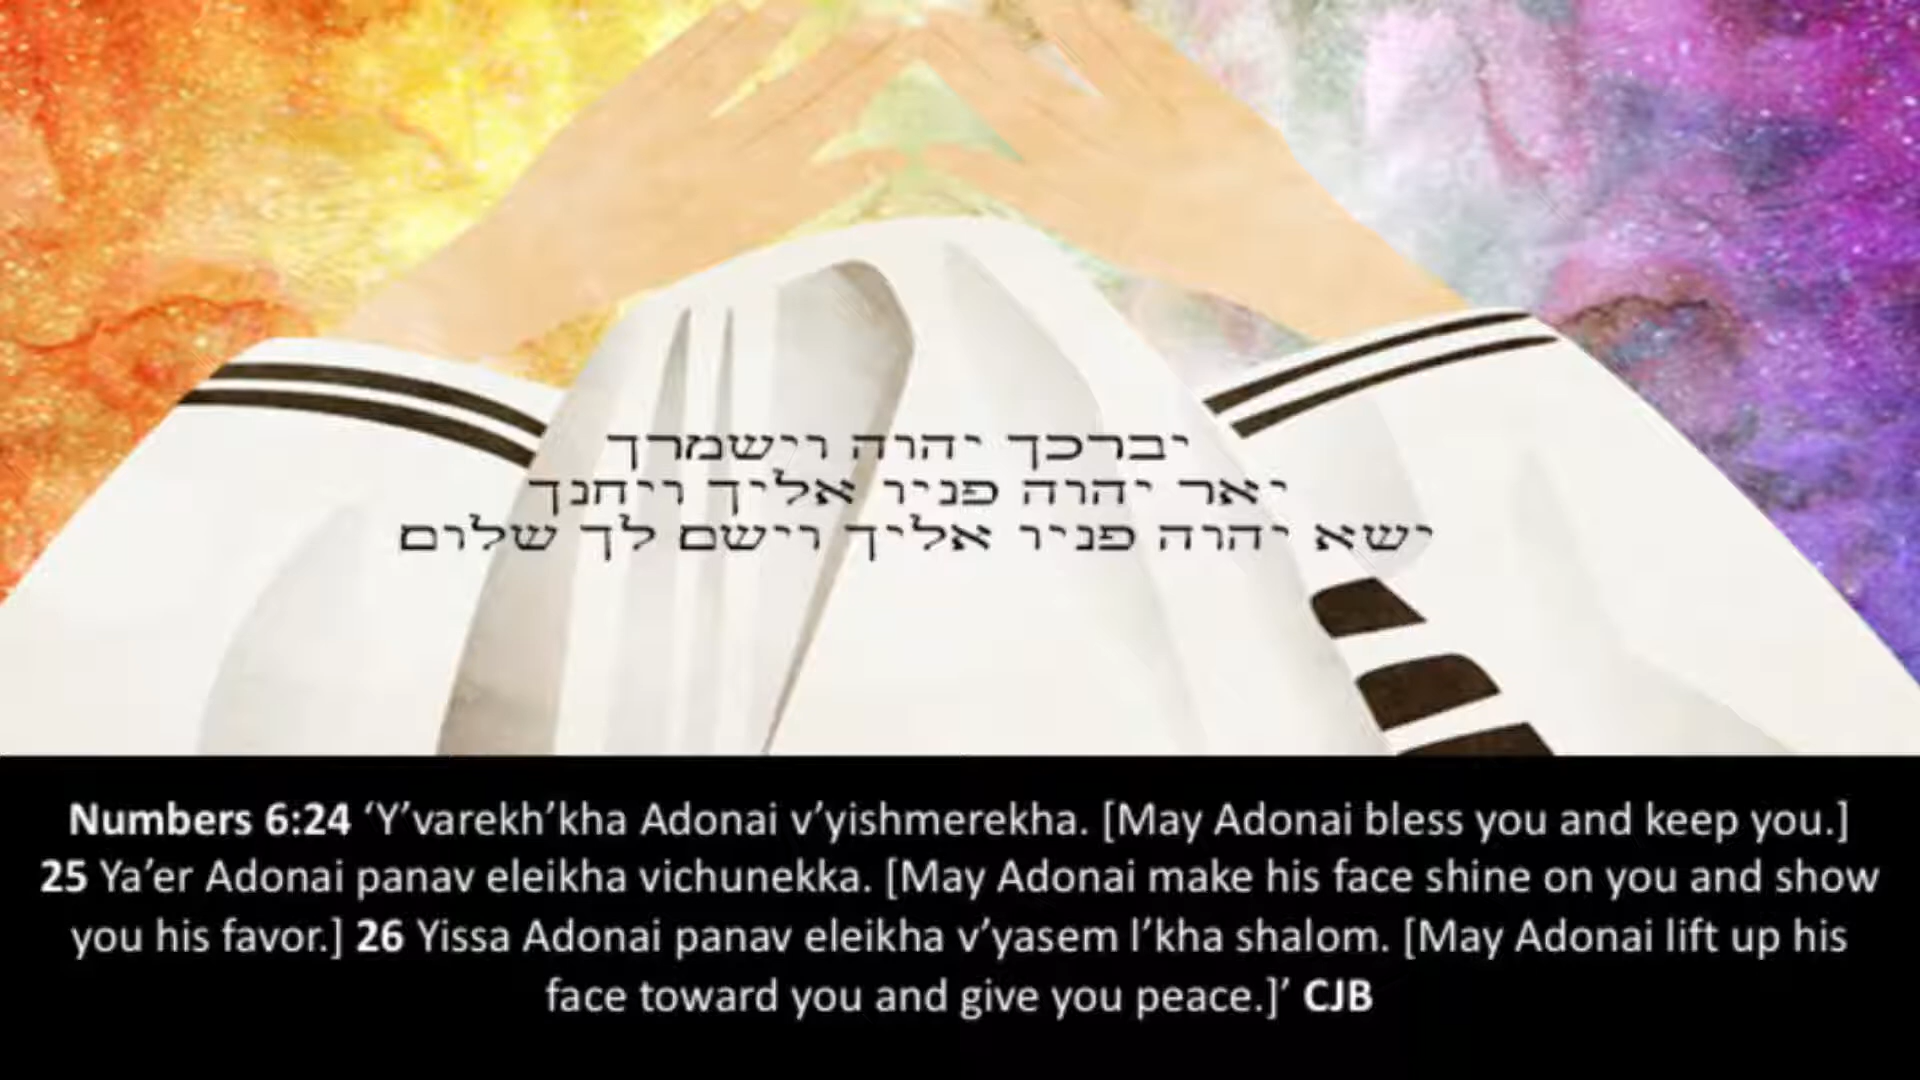 יברכך יהוה וישמרך
יאר יהוה פניו אליך ויחנך
ישא יהוה פניו אליך וישם לך שלום
Numbers 6:24 ‘Y’varekh’kha Adonai v’yishmerekha. [May Adonai bless you and keep you.]
25 Ya’er Adonai panav eleikha vichunekka. [May Adonai make his face shine on you and show
you his favor.] 26 Yissa Adonai panav eleikha v’yasem l’kha shalom. [May Adonai lift up his
face toward you and give you peace.]’ CJB